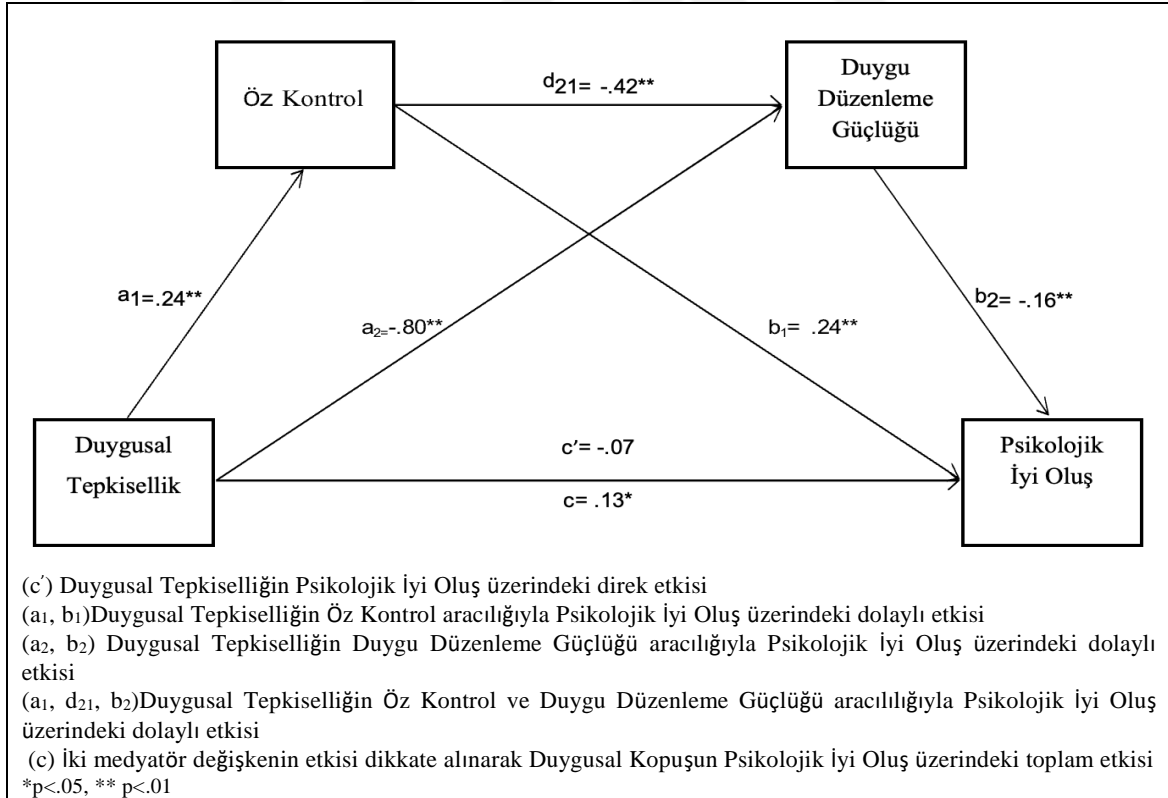 Öz Kontrol
d21= -.42**
Duygu
Düzenleme
Güçlüğü
a1=.24**
a2=-.80**
b1= .24**
b2= -.16**
Duygusal
Tepkisellik
c′= -.07
c= .13*
Psikolojik
İyi Oluş
(c′) Duygusal Tepkiselliğin Psikolojik İyi Oluş üzerindeki direk etkisi
(a1, b1)Duygusal Tepkiselliğin Öz Kontrol aracılığıyla Psikolojik İyi Oluş üzerindeki dolaylı etkisi
(a2, b2) Duygusal Tepkiselliğin Duygu Düzenleme Güçlüğü aracılığıyla Psikolojik İyi Oluş üzerindeki dolaylı
etkisi
(a1, d21, b2)Duygusal Tepkiselliğin Öz Kontrol ve Duygu Düzenleme Güçlüğü aracılılığıyla Psikolojik İyi Oluş
üzerindeki dolaylı etkisi
(c) İki medyatör değişkenin etkisi dikkate alınarak Duygusal Kopuşun Psikolojik İyi Oluş üzerindeki toplam etkisi
*p<.05, ** p<.01